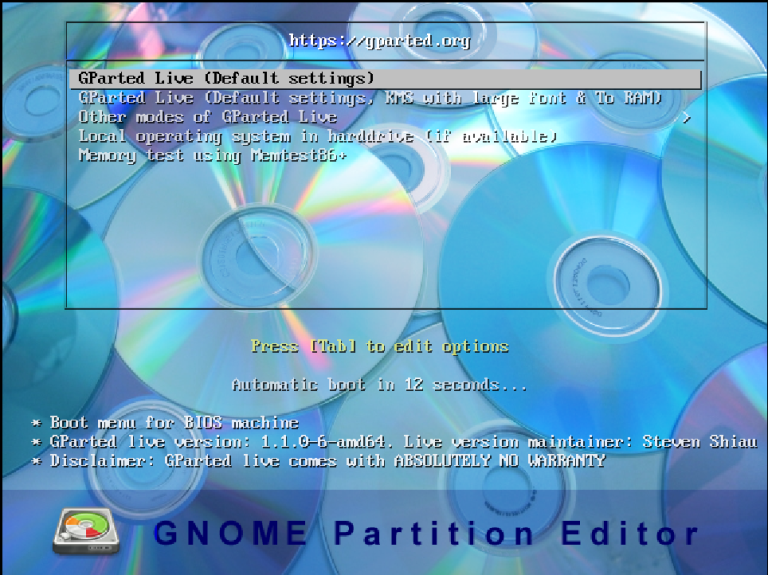 https://gparted.org
GParted Live (Default settings)
GParted Live (Default settings, KMS with large font & To RAM)
Other modes of GParted Live >
Local operating system in harddrive (if available)
Memory test using Memtest86+
Press [Tab] to edit options
Automatic boot in 12 seconds...
* Boot menu for BIOS machine
* GParted live version: 1.1.0-6-amd64. Live version maintainer: Steven Shiau
* Disclaimer: GParted live comes with ABSOLUTELY NO WARRANTY
GNOME Partition Editor